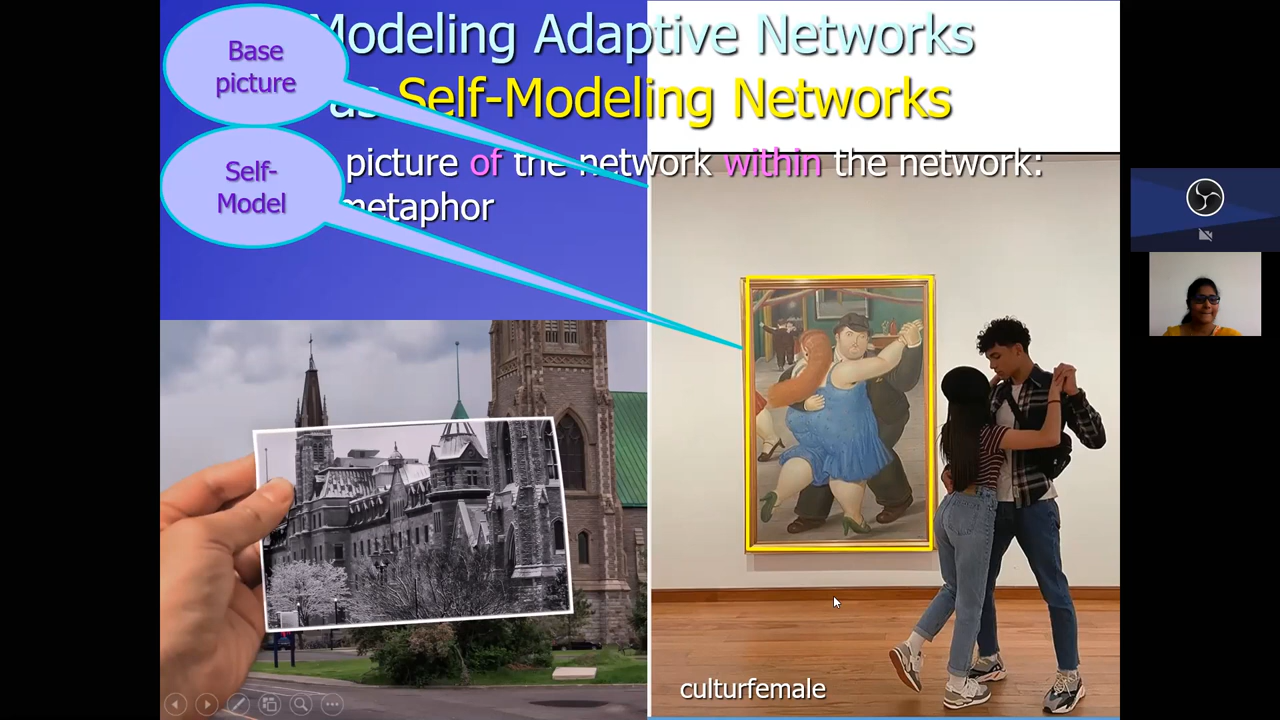 Modeling Adaptive Networks
as Self-Modeling Networks
picture of the network within the network:
metaphor
Base
picture
Self-
Model
culturfemale